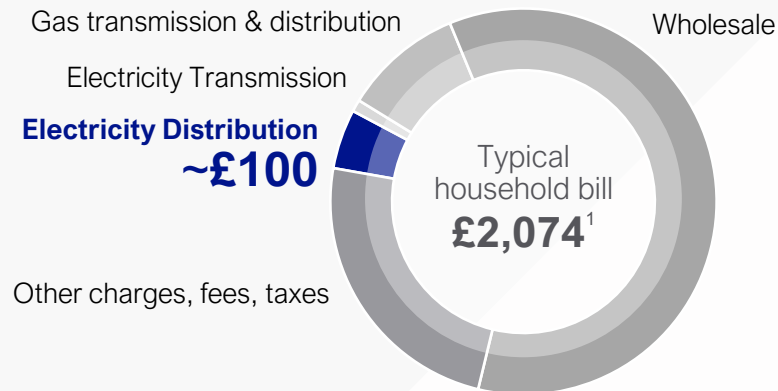 Gas transmission & distribution
Wholesale
Electricity Transmission
Electricity Distribution
~£100
Typical
household bill
£2,074¹
Other charges, fees, taxes